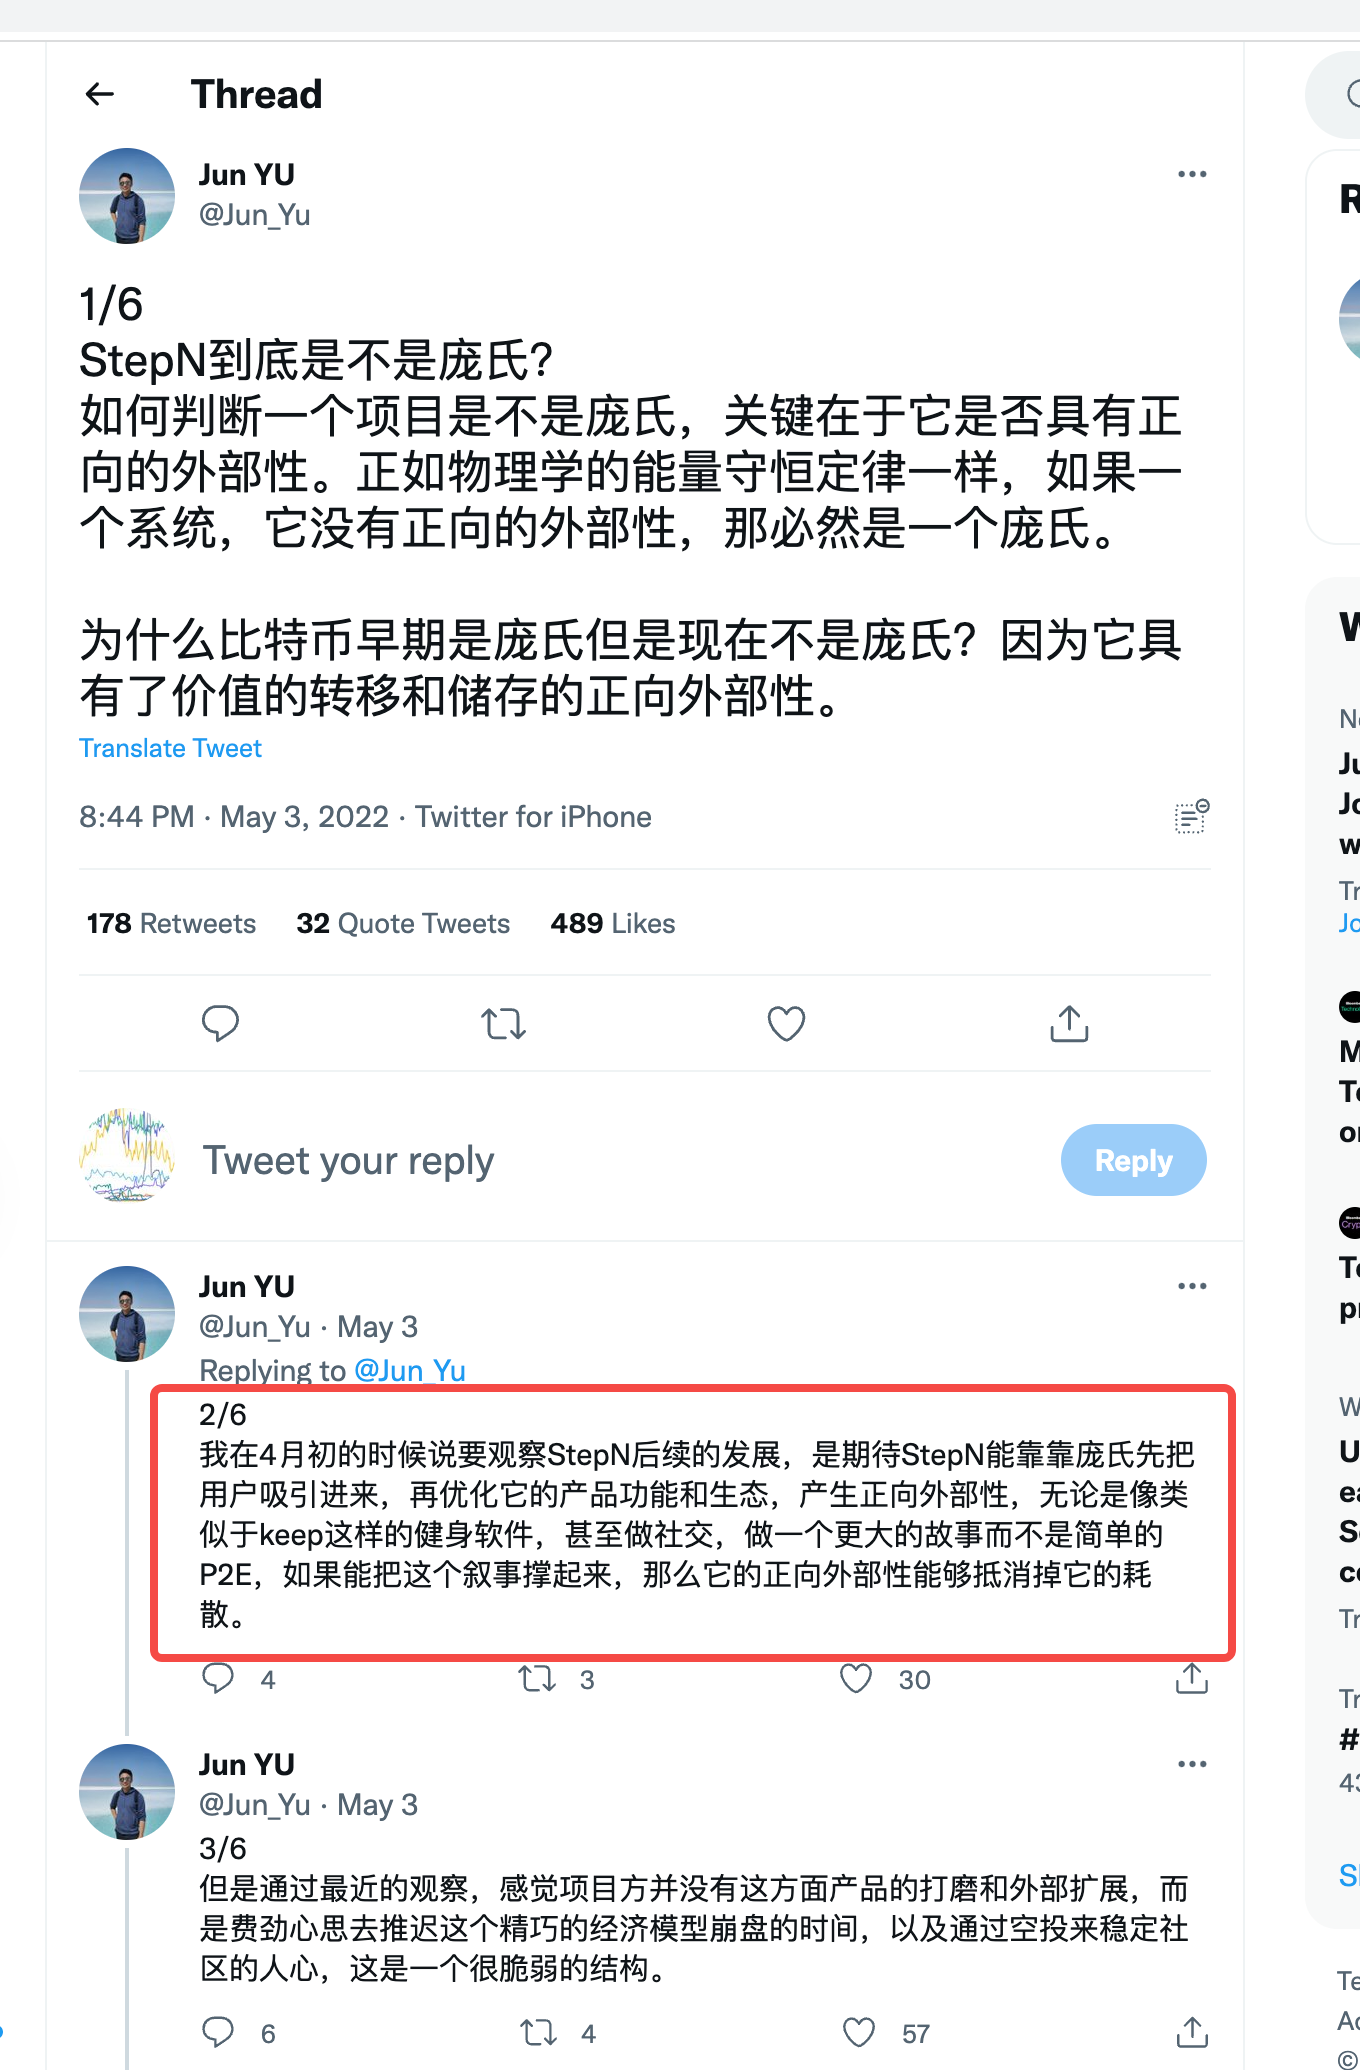 Thread
Jun YU
@Jun_Yu
1/6
StepN到底是不是庞氏?
如何判断一个项目是不是庞氏，关键在于它是否具有正
向的外部性。正如物理学的能量守恒定律一样，如果一
个系统，它没有正向的外部性，那必然是一个庞氏。
为什么比特币早期是庞氏但是现在不是庞氏？因为它具
有了价值的转移和储存的正向外部性。
Translate Tweet
8:44 PM · May 3, 2022 · Twitter for iPhone
178 Retweets 32 Quote Tweets 489 Likes
Tweet your reply
Reply
Jun YU
@Jun_Yu · May 3
Replying to @Jun_Yu
2/6
我在4月初的时候说要观察StepN后续的发展，是期待StepN能靠靠庞氏先把
用户吸引进来，再优化它的产品功能和生态，产生正向外部性，无论是像类
似于keep这样的健身软件，甚至做社交，做一个更大的故事而不是简单的
P2E，如果能把这个叙事撑起来，那么它的正向外部性能够抵消掉它的耗
散。
4 3 30
Jun YU
@Jun_Yu · May 3
3/6
但是通过最近的观察，感觉项目方并没有这方面产品的打磨和外部扩展，而
是费劲心思去推迟这个精巧的经济模型崩盘的时间，以及通过空投来稳定社
区的人心，这是一个很脆弱的结构。
6 4 57